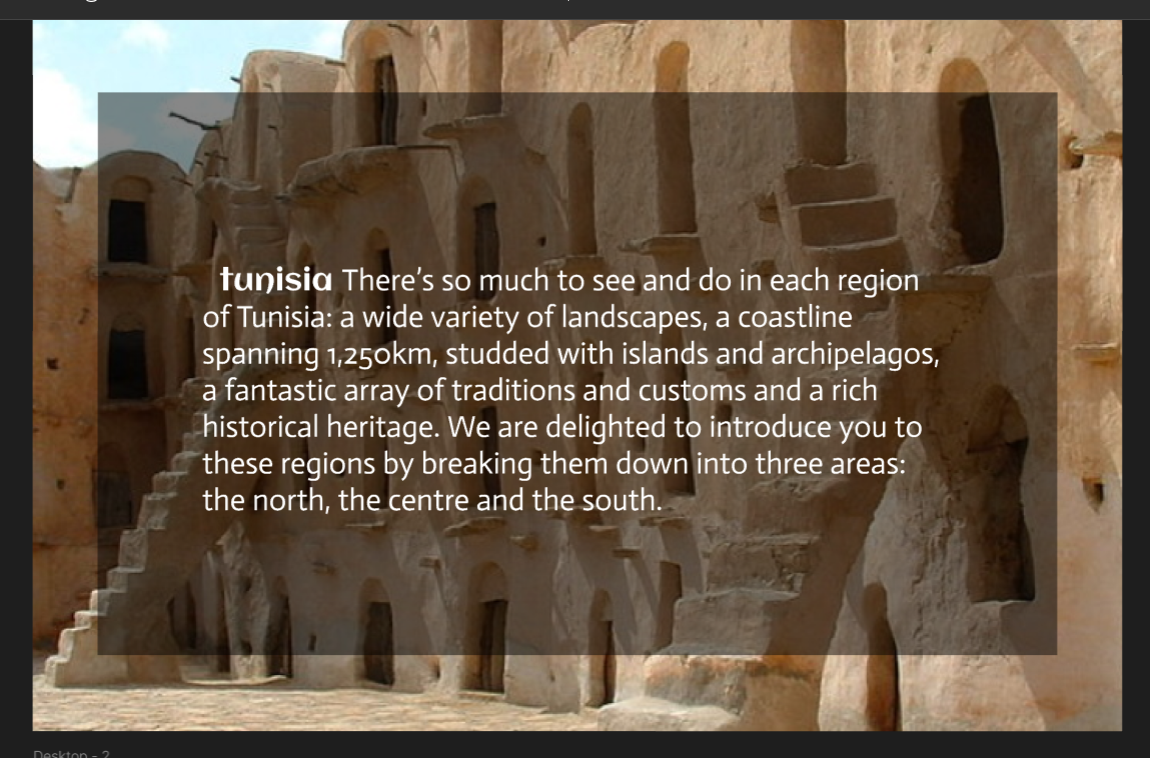 tunisia There’s so much to see and do in each region
of Tunisia: a wide variety of landscapes, a coastline
spanning 1,250km, studded with islands and archipelagos,
a fantastic array of traditions and customs and a rich
historical heritage. We are delighted to introduce you to
these regions by breaking them down into three areas:
the north, the centre and the south.
Desktop - 2